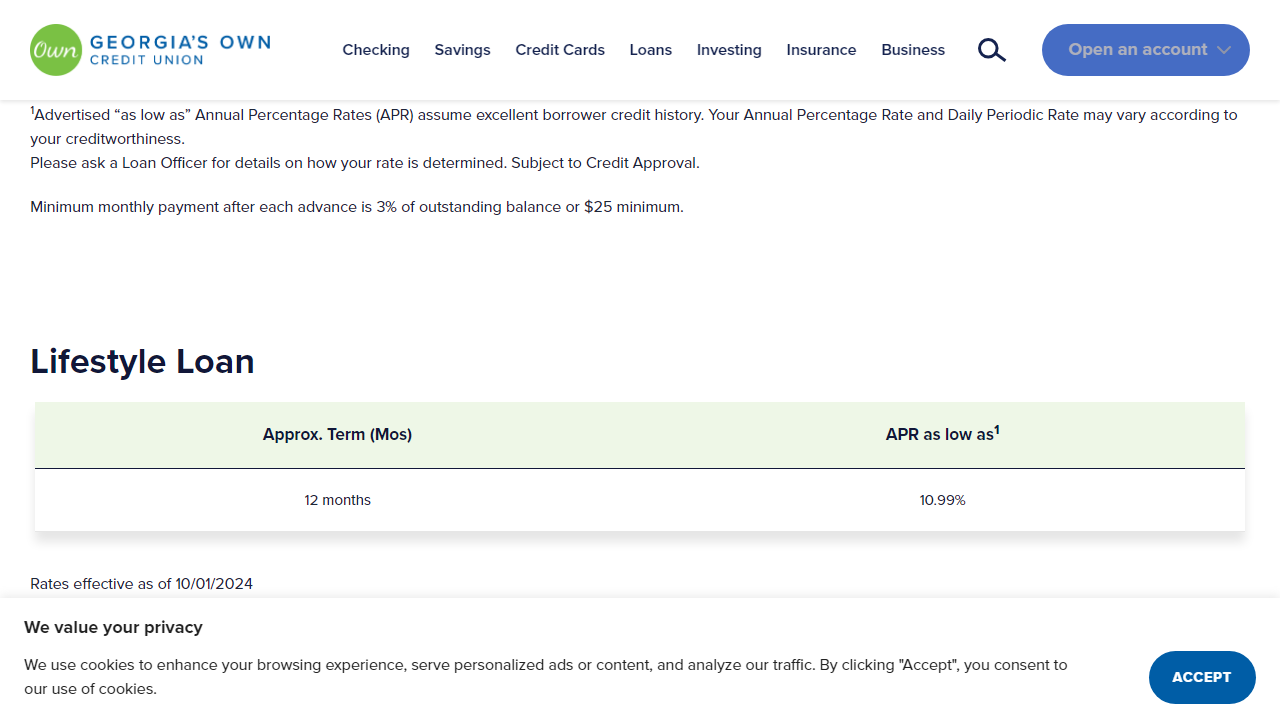 Own GEORGIA'S OWN
CREDIT UNION
Checking Savings Credit Cards Loans Investing Insurance Business Open an account
¹Advertised “as low as” Annual Percentage Rates (APR) assume excellent borrower credit history. Your Annual Percentage Rate and Daily Periodic Rate may vary according to
your creditworthiness.
Please ask a Loan Officer for details on how your rate is determined. Subject to Credit Approval.
Minimum monthly payment after each advance is 3% of outstanding balance or $25 minimum.
Lifestyle Loan
Approx. Term (Mos) APR as low as¹
12 months 10.99%
Rates effective as of 10/01/2024
We value your privacy
We use cookies to enhance your browsing experience, serve personalized ads or content, and analyze our traffic. By clicking "Accept", you consent to
our use of cookies.
ACCEPT